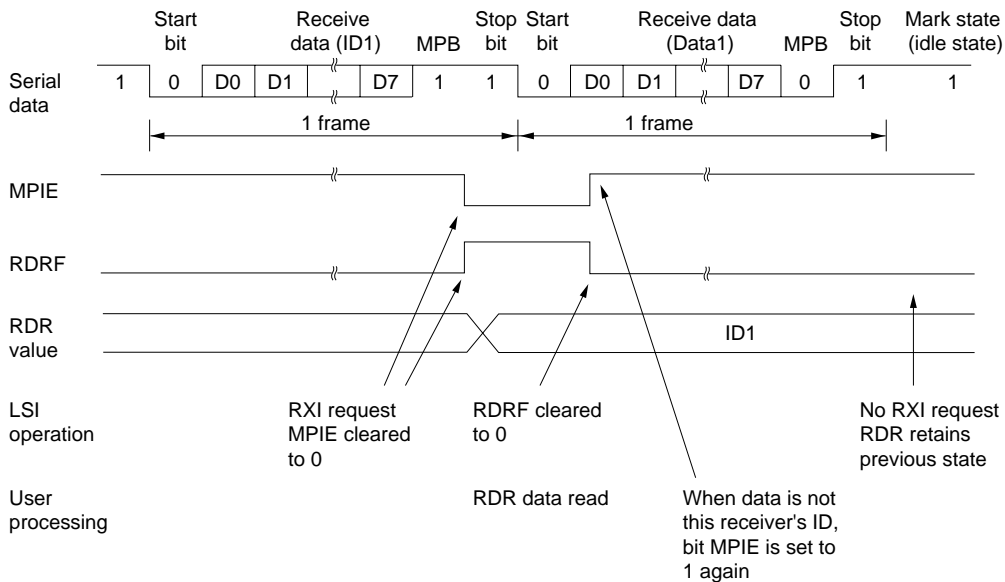 Start Receive Stop Start Receive data Stop Mark state
bit data (ID1) MPB bit bit (Data1) MPB bit (idle state)
Serial data 1 0 D0 D1 D7 1 1 0 D0 D1 D7 0 1 1
1 frame 1 frame
MPIE
RDRF
RDR
value ID1
LSI
operation
RXI request
MPIE cleared
to 0
RDRF cleared
to 0
No RXI request
RDR retains
previous state
User
processing
RDR data read
When data is not
this receiver's ID,
bit MPIE is set to
1 again